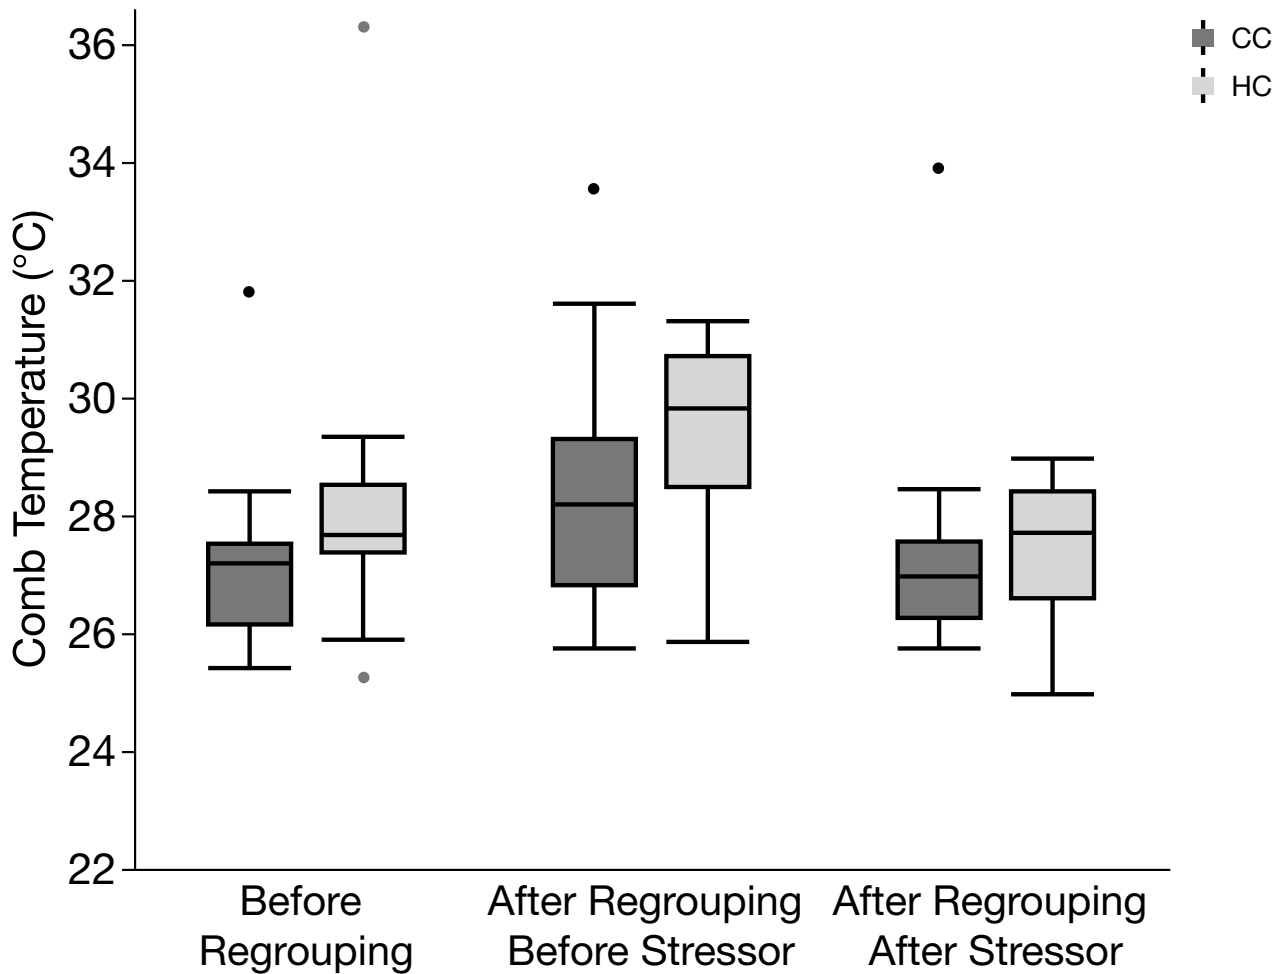 CC
HC
Comb Temperature (°C)
36
34
32
30
28
26
24
22
Before
Regrouping
After Regrouping
Before Stressor
After Regrouping
After Stressor